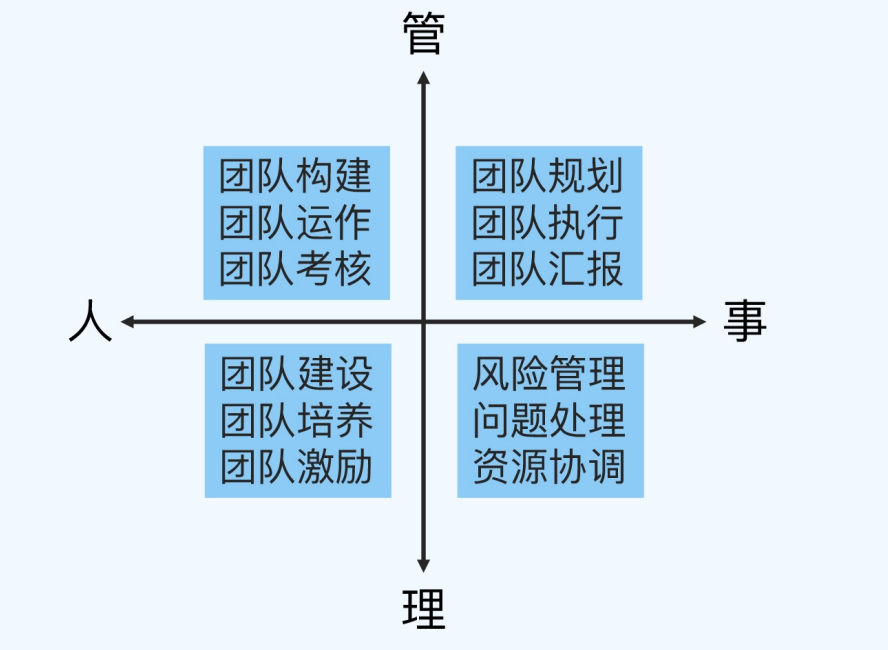 管
团队构建
团队运作
团队考核
团队规划
团队执行
团队汇报
人
事
团队建设
团队培养
团队激励
风险管理
问题处理
资源协调
理